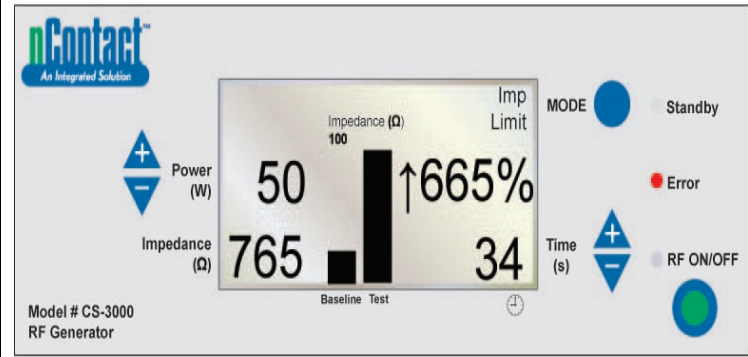 nContact™
An Integrated Solution
Imp
Limit
MODE
Standby
Impedance (Ω)
100
+
−
Power
(W)
50
↑665%
Error
Impedance
(Ω)
765
34
Time
(s)
+
−
RF ON/OFF
Baseline Test
Model # CS-3000
RF Generator